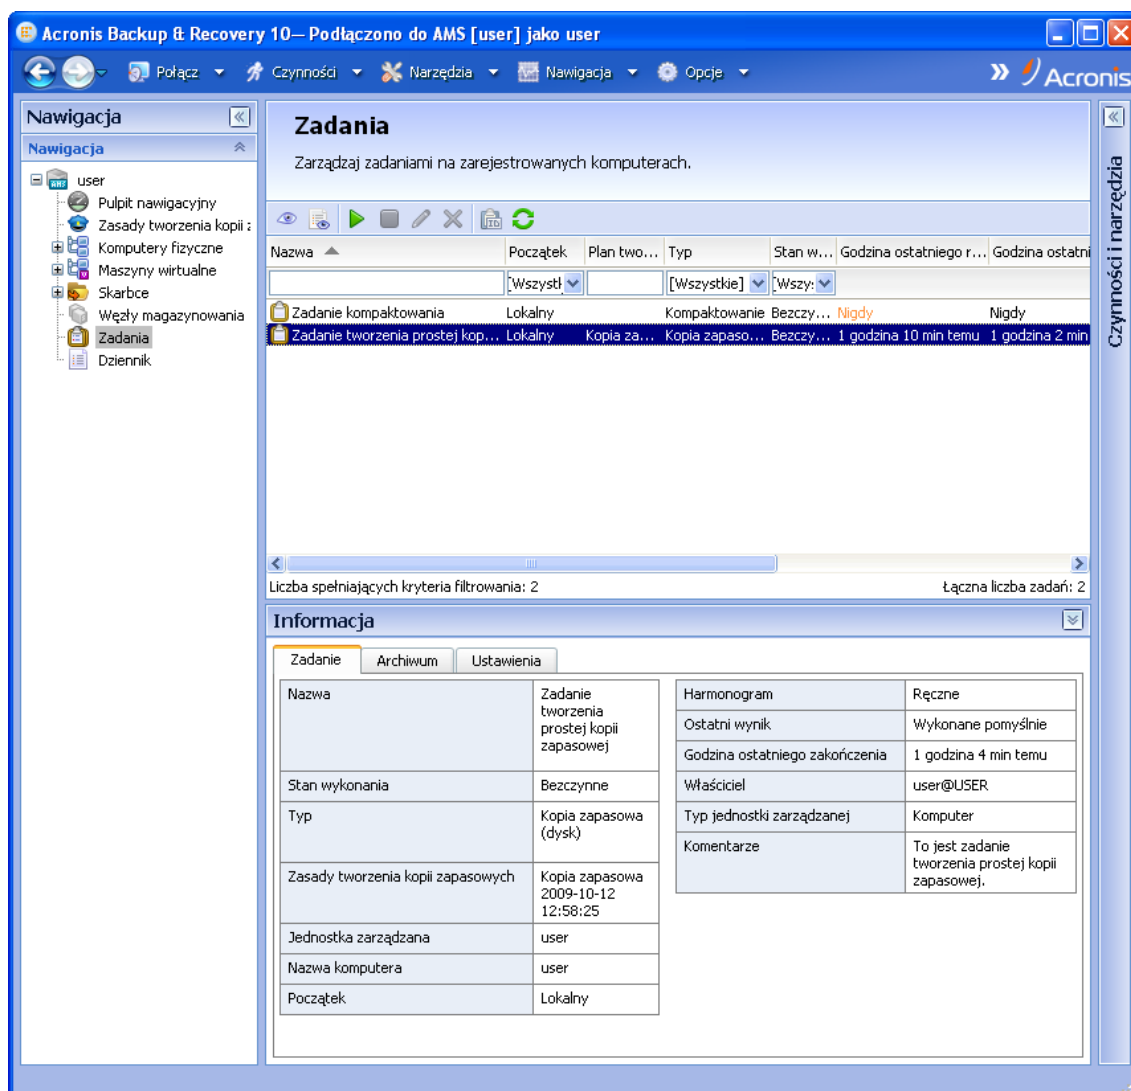 Acronis Backup & Recovery 10— Podłączono do AMS [user] jako user
Połącz Czynności Narzędzia Nawigacja Opcje » Acronis
Nawigacja
Nawigacja
user
Pulpit nawigacyjny
Zasady tworzenia kopii z
Komputery fizyczne
Maszyny wirtualne
Skarbce
Węzły magazynowania
Zadania
Dziennik
Zadania
Zarządzaj zadaniami na zarejestrowanych komputerach.
Nazwa Początek Plan two... Typ Stan w... Godzina ostatniego r... Godzina ostatni
[Wszystk [Wszystkie] [Wszy:
Zadanie kompaktowania Lokalny Kompaktowanie Bezczy... Nigdy Nigdy
Zadanie tworzenia prostej kop... Lokalny Kopia za... Kopia zapaso... Bezczy... 1 godzina 10 min temu 1 godzina 2 min
Liczba spełniających kryteria filtrowania: 2 Łączna liczba zadań: 2
Informacja
Zadanie Archiwum Ustawienia
Nazwa Zadanie
tworzenia
prostej kopii
zapasowej
Stan wykonania Bezczynne
Typ Kopia zapasowa
(dysk)
Zasady tworzenia kopii zapasowych Kopia zapasowa
2009-10-12
12:58:25
Jednostka zarządzana user
Nazwa komputera user
Początek Lokalny
Harmonogram Ręczne
Ostatni wynik Wykonane pomyślnie
Godzina ostatniego zakończenia 1 godzina 4 min temu
Właściciel user@USER
Typ jednostki zarządzanej Komputer
Komentarze To jest zadanie
tworzenia prostej kopii
zapasowej.
Czynności i narzędzia